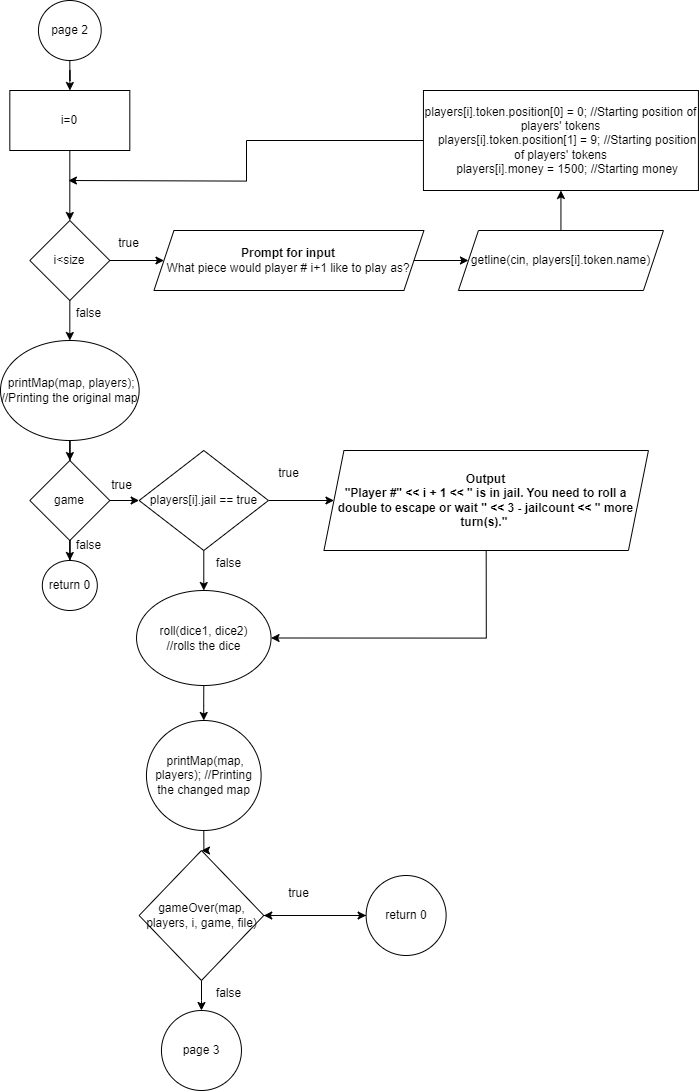 page 2
i=0
players[i].token.position[0] = 0; //Starting position of
players' tokens
players[i].token.position[1] = 9; //Starting position
of players' tokens
players[i].money = 1500; //Starting money
i<size
true
Prompt for input
What piece would player # i+1 like to play as?
getline(cin, players[i].token.name)
false
printMap(map, players);
//Printing the original map
game
true
players[i].jail == true
true
Output
"Player #" << i + 1 << " is in jail. You need to roll a
double to escape or wait " << 3 - jailcount << " more
turn(s)."
false
return 0
false
roll(dice1, dice2)
//rolls the dice
printMap(map,
players); //Printing
the changed map
gameOver(map,
players, i, game, file)
true
return 0
false
page 3